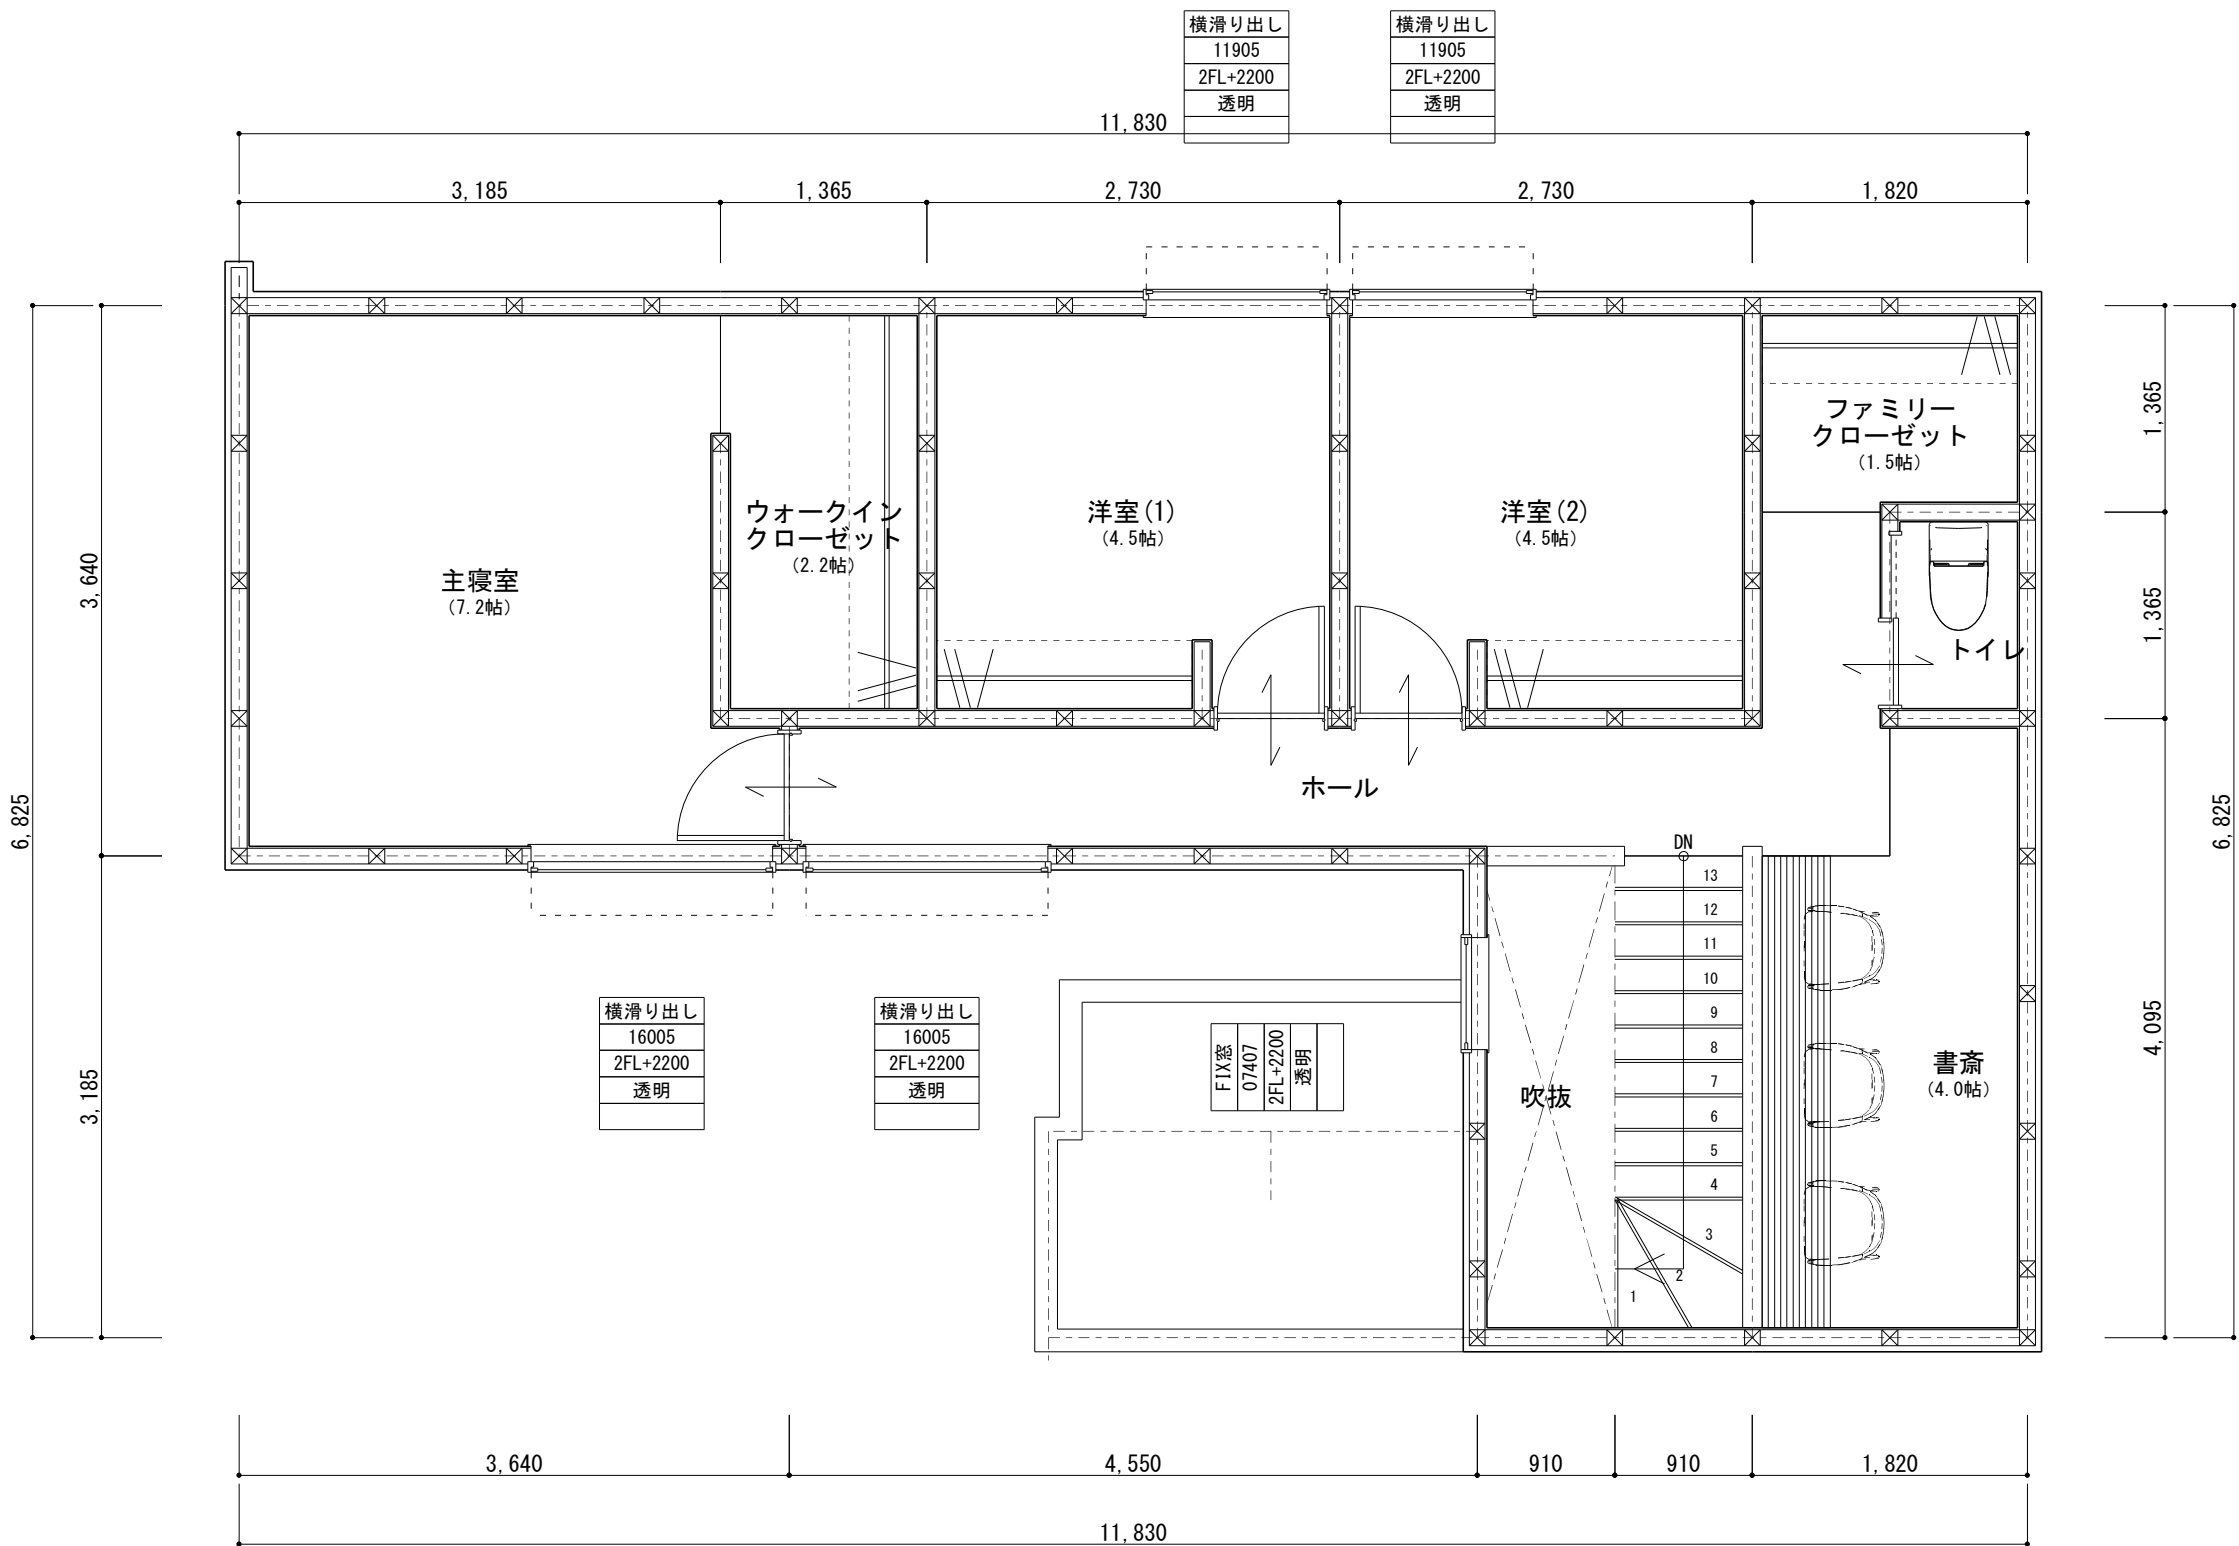 横滑り出し
11905
2FL+2200
透明
横滑り出し
11905
2FL+2200
透明
11,830
3,185
1,365
2,730
2,730
1,820
ファミリー
クローゼット
(1.5帖)
1,365
ウォークイン
クローゼット
(2.2帖)
洋室(1)
(4.5帖)
洋室(2)
(4.5帖)
主寝室
(7.2帖)
3,640
1,365
トイレ
ホール
6,825
6,825
DN
13
12
11
10
9
8
7
6
5
4
3
2
1
横滑り出し
16005
2FL+2200
透明
横滑り出し
16005
2FL+2200
透明
FIX窓
07407
2FL+2200
透明
吹抜
書斎
(4.0帖)
3,185
4,095
3,640
4,550
910
910
1,820
11,830